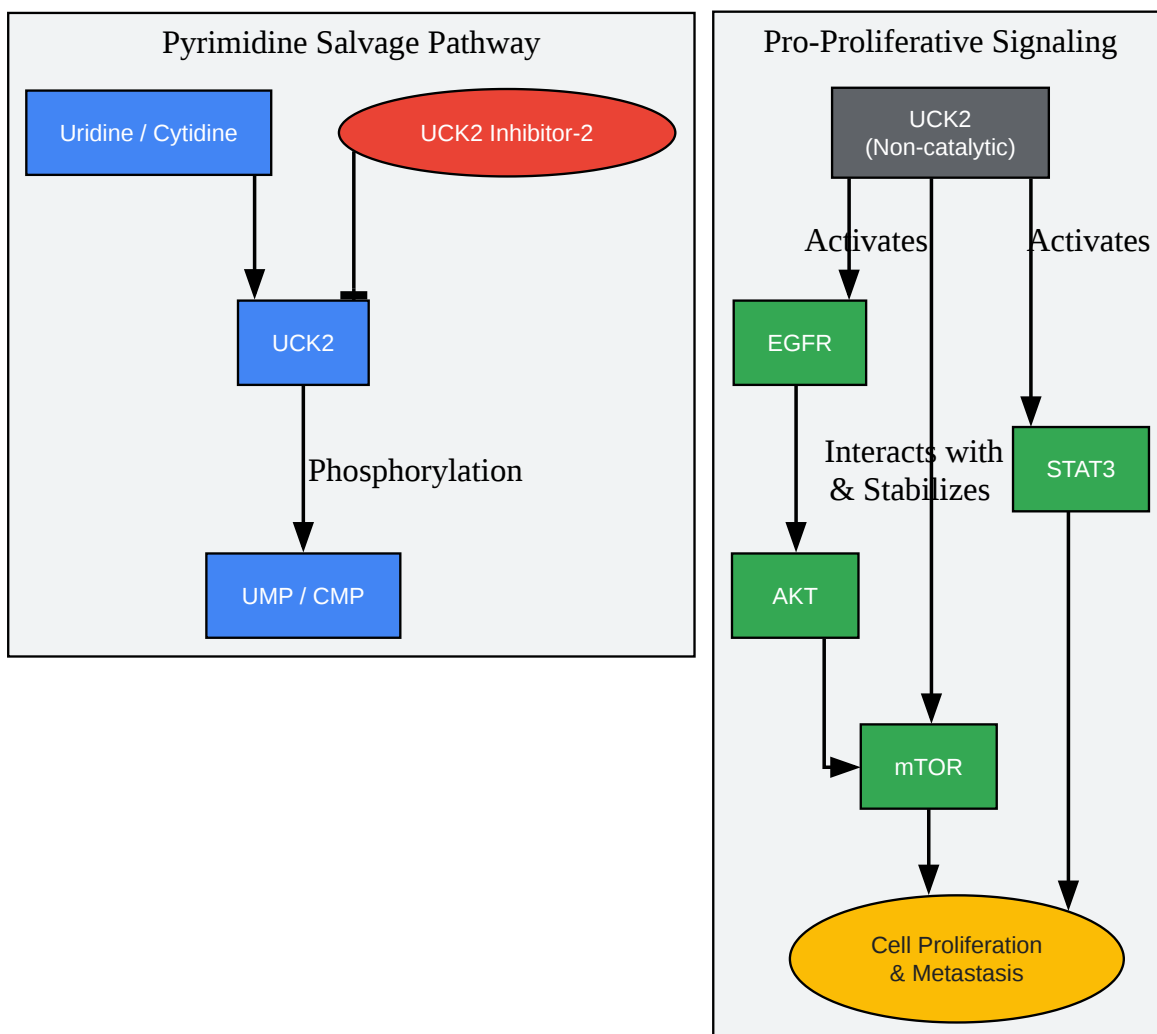 Pyrimidine Salvage Pathway
Uridine / Cytidine
UCK2 Inhibitor-2
UCK2
Phosphorylation
UMP / CMP
Pro-Proliferative Signaling
UCK2
(Non-catalytic)
Activates
Activates
EGFR
Interacts with
& Stabilizes
STAT3
AKT
mTOR
Cell Proliferation
& Metastasis